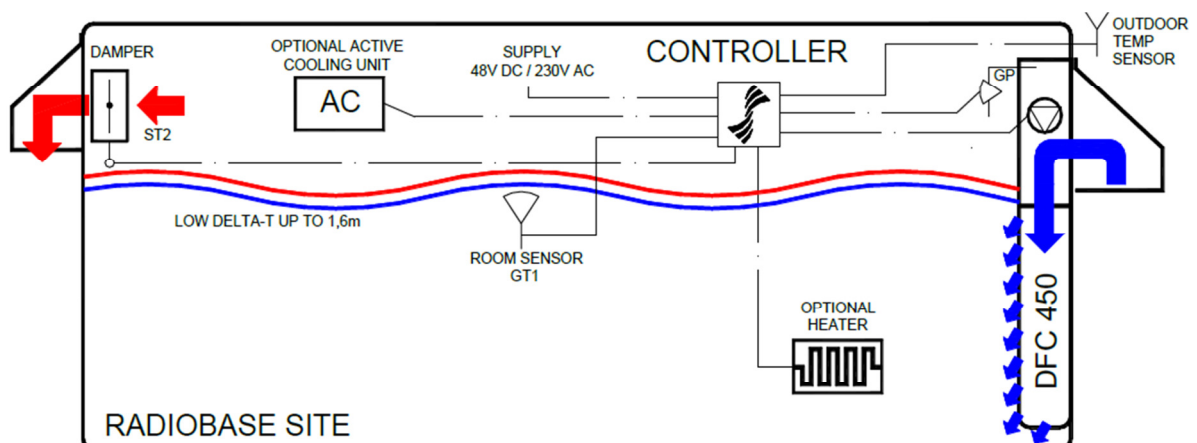 DAMPER
ST2
OPTIONAL ACTIVE
COOLING UNIT
AC
SUPPLY
48V DC / 230V AC
CONTROLLER
OUTDOOR
TEMP
SENSOR
GP
LOW DELTA-T UP TO 1,6m
ROOM SENSOR
GT1
OPTIONAL
HEATER
DFC 450
RADIOBASE SITE